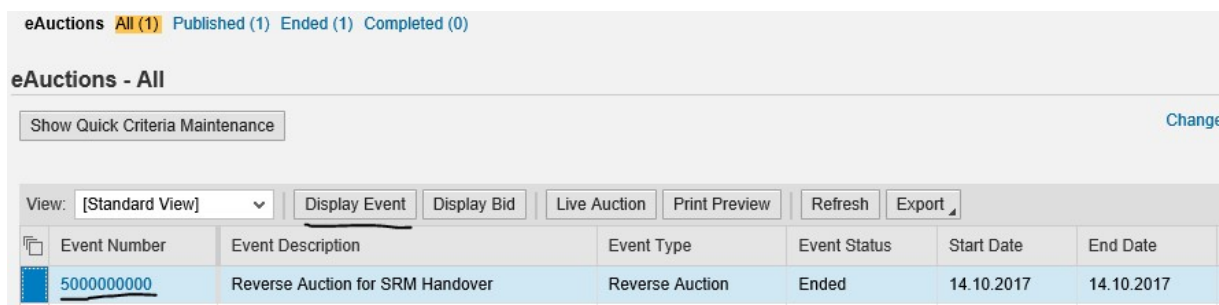 eAuctions All (1) Published (1) Ended (1) Completed (0)
eAuctions - All
Show Quick Criteria Maintenance Change
View: [Standard View] Display Event Display Bid Live Auction Print Preview Refresh Export
Event Number Event Description Event Type Event Status Start Date End Date
5000000000 Reverse Auction for SRM Handover Reverse Auction Ended 14.10.2017 14.10.2017